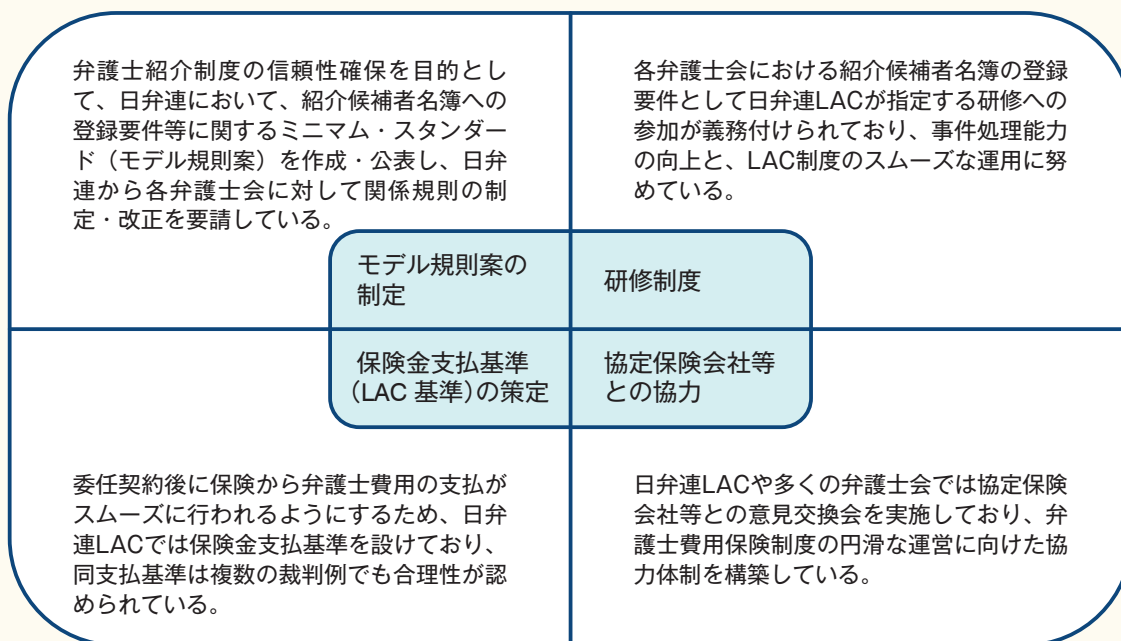 弁護士紹介制度の信頼性確保を目的とし
て、日弁連において、紹介候補者名簿への
登録要件等に関するミニマム・スタンダー
ド（モデル規則案）を作成・公表し、日弁
連から各弁護士会に対して関係規則の制
定・改正を要請している。
各弁護士会における紹介候補者名簿の登録
要件として日弁連LACが指定する研修への
参加が義務付けられており、事件処理能力
の向上と、LAC制度のスムーズな運用に努
めている。
モデル規則案の
制定
研修制度
保険金支払基準
（LAC 基準）の策定
協定保険会社等
との協力
委任契約後に保険から弁護士費用の支払が
スムーズに行われるようにするため、日弁
連LACでは保険金支払基準を設けており、
同支払基準は複数の裁判例でも合理性が認
められている。
日弁連LACや多くの弁護士会では協定保険
会社等との意見交換会を実施しており、弁
護士費用保険制度の円滑な運営に向けた協
力体制を構築している。